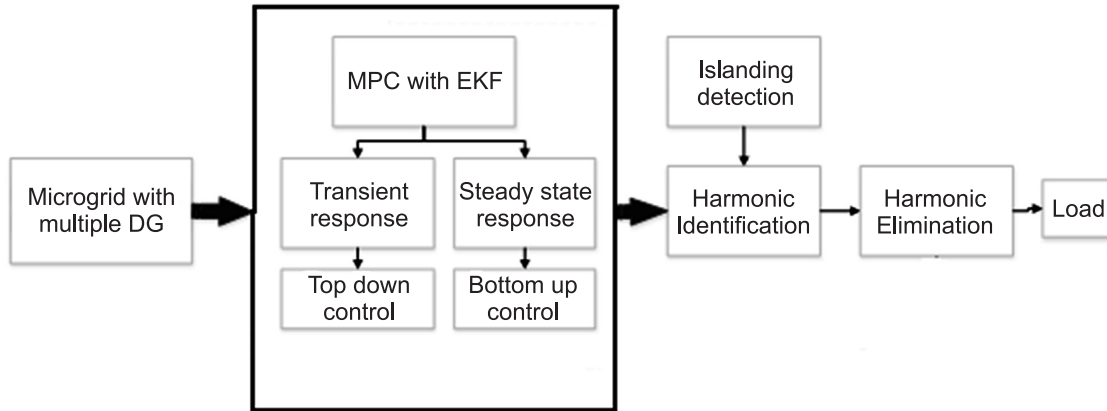 Microgrid with
multiple DG
MPC with EKF
Transient
response
Steady state
response
Top down
control
Bottom up
control
Islanding
detection
Harmonic
Identification
Harmonic
Elimination
Load